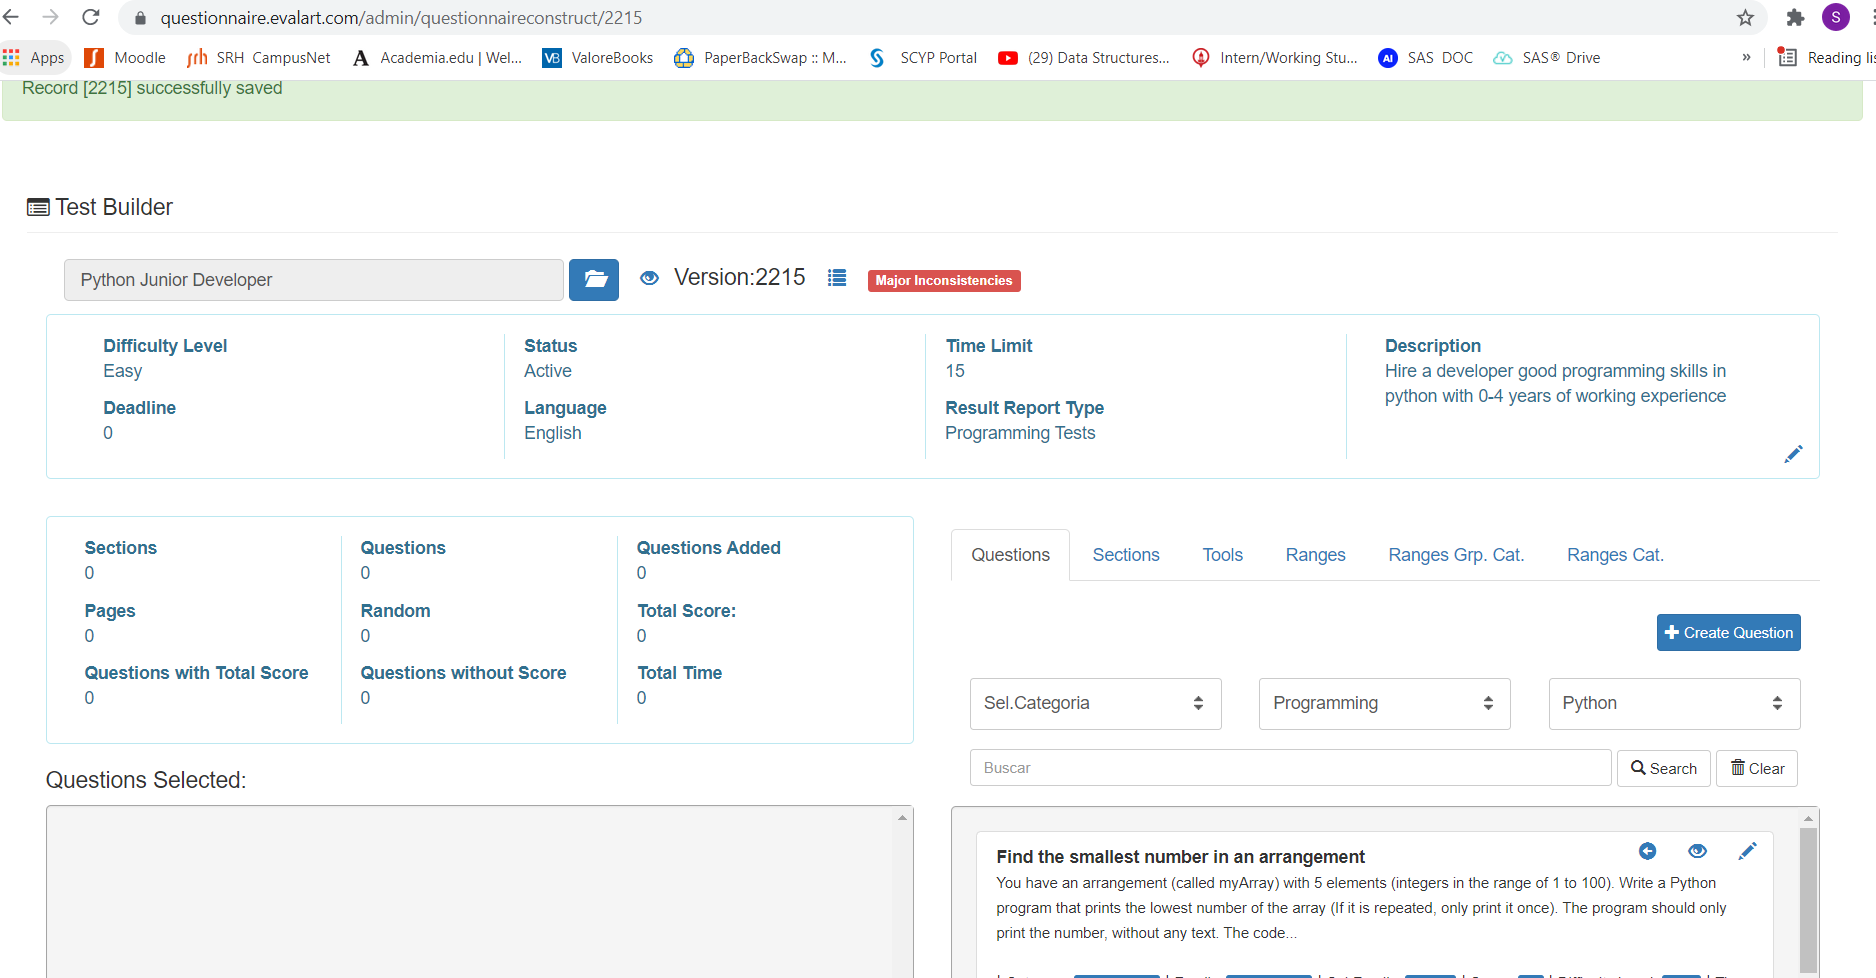 questionnaire.evalart.com/admin/questionnaireconstruct/2215
S
Apps Moodle SRH CampusNet A Academia.edu | Wel... VB ValoreBooks PaperBackSwap :: M... SCYP Portal (29) Data Structures... Intern/Working Stu... AI SAS DOC SAS® Drive » Reading lis
Record [2215] successfully saved
Test Builder
Python Junior Developer Version:2215 Major Inconsistencies
Difficulty Level Status Time Limit Description
Easy Active 15 Hire a developer good programming skills in
python with 0-4 years of working experience
Deadline Language Result Report Type
0 English Programming Tests
Sections Questions Questions Added
0 0 0
Pages Random Total Score:
0 0 0
Questions with Total Score Questions without Score Total Time
0 0 0
Questions Selected:
Questions Sections Tools Ranges Ranges Grp. Cat. Ranges Cat.
Create Question
Sel.Categoria Programming Python
Buscar Search Clear
Find the smallest number in an arrangement
You have an arrangement (called myArray) with 5 elements (integers in the range of 1 to 100). Write a Python
program that prints the lowest number of the array (If it is repeated, only print it once). The program should only
print the number, without any text. The code...